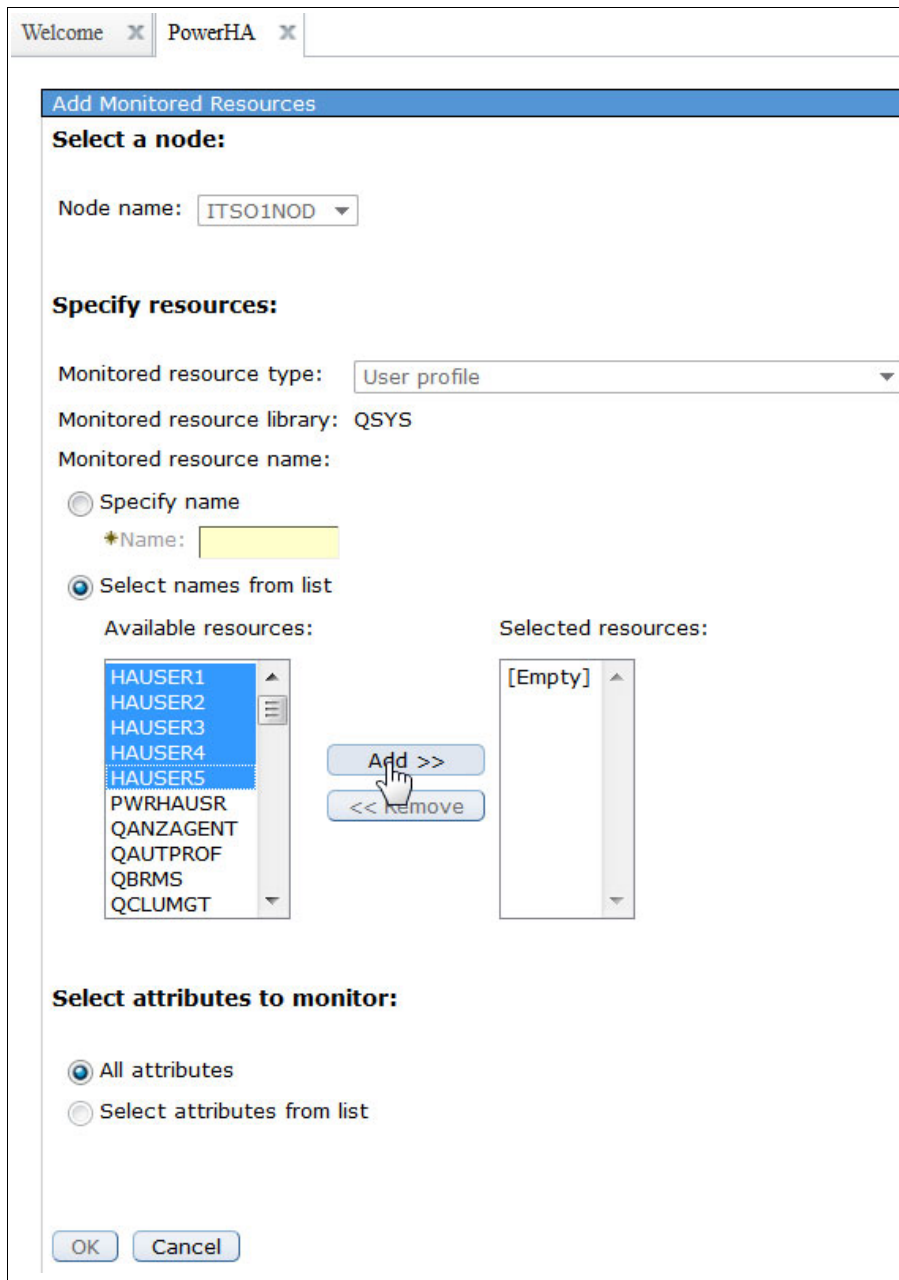 Welcome PowerHA
Add Monitored Resources
Select a node:
Node name: ITSO1NOD
Specify resources:
Monitored resource type: User profile
Monitored resource library: QSYS
Monitored resource name:
Specify name
*Name:
Select names from list
Available resources: Selected resources:
HAUSER1 [Empty]
HAUSER2
HAUSER3
HAUSER4
HAUSER5
PWRHAUSR
QANZAGENT
QAUTPROF
QBRMS
QCLUMGT
Add >>
<< Remove
Select attributes to monitor:
All attributes
Select attributes from list
OK Cancel